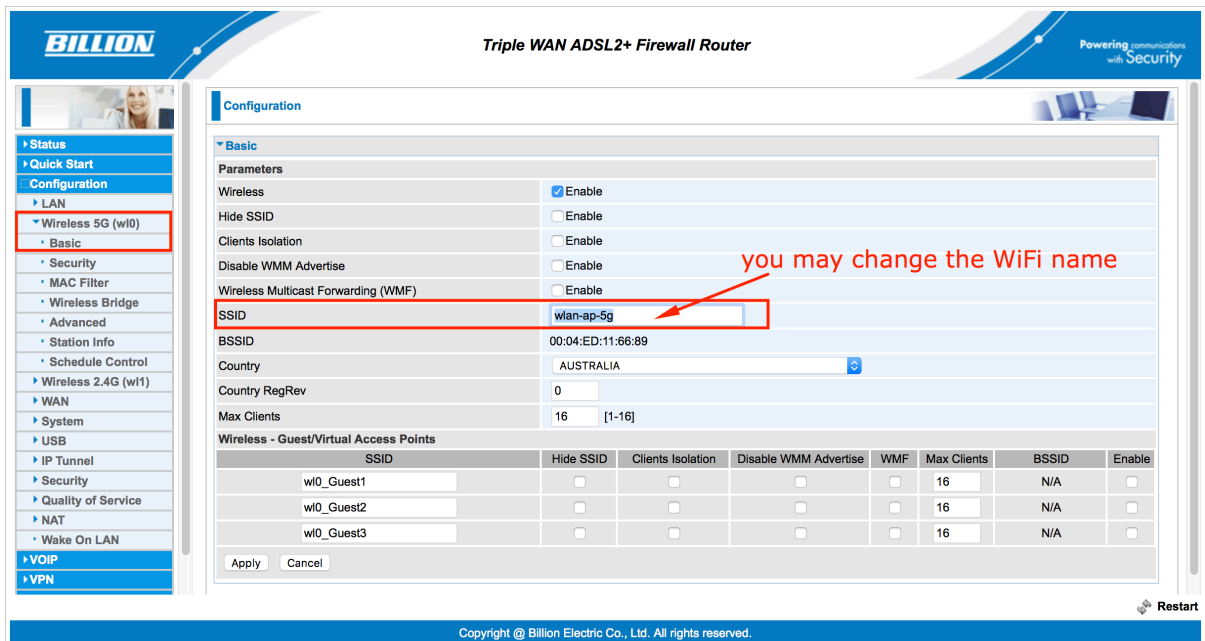 BILLION
Triple WAN ADSL2+ Firewall Router
Powering communications
with Security
Status
Quick Start
Configuration
LAN
Wireless 5G (wl0)
Basic
Security
MAC Filter
Wireless Bridge
Advanced
Station Info
Schedule Control
Wireless 2.4G (wl1)
WAN
System
USB
IP Tunnel
Security
Quality of Service
NAT
Wake On LAN
VOIP
VPN
Configuration
Basic
Parameters
Wireless Enable
Hide SSID Enable
Clients Isolation Enable
Disable WMM Advertise Enable
you may change the WiFi name
Wireless Multicast Forwarding (WMF) Enable
SSID wlan-ap-5g
BSSID 00:04:ED:11:66:89
Country AUSTRALIA
Country RegRev 0
Max Clients 16 [1-16]
Wireless - Guest/Virtual Access Points
SSID Hide SSID Clients Isolation Disable WMM Advertise WMF Max Clients BSSID Enable
wl0_Guest1 16 N/A
wl0_Guest2 16 N/A
wl0_Guest3 16 N/A
Apply Cancel
Restart
Copyright @ Billion Electric Co., Ltd. All rights reserved.